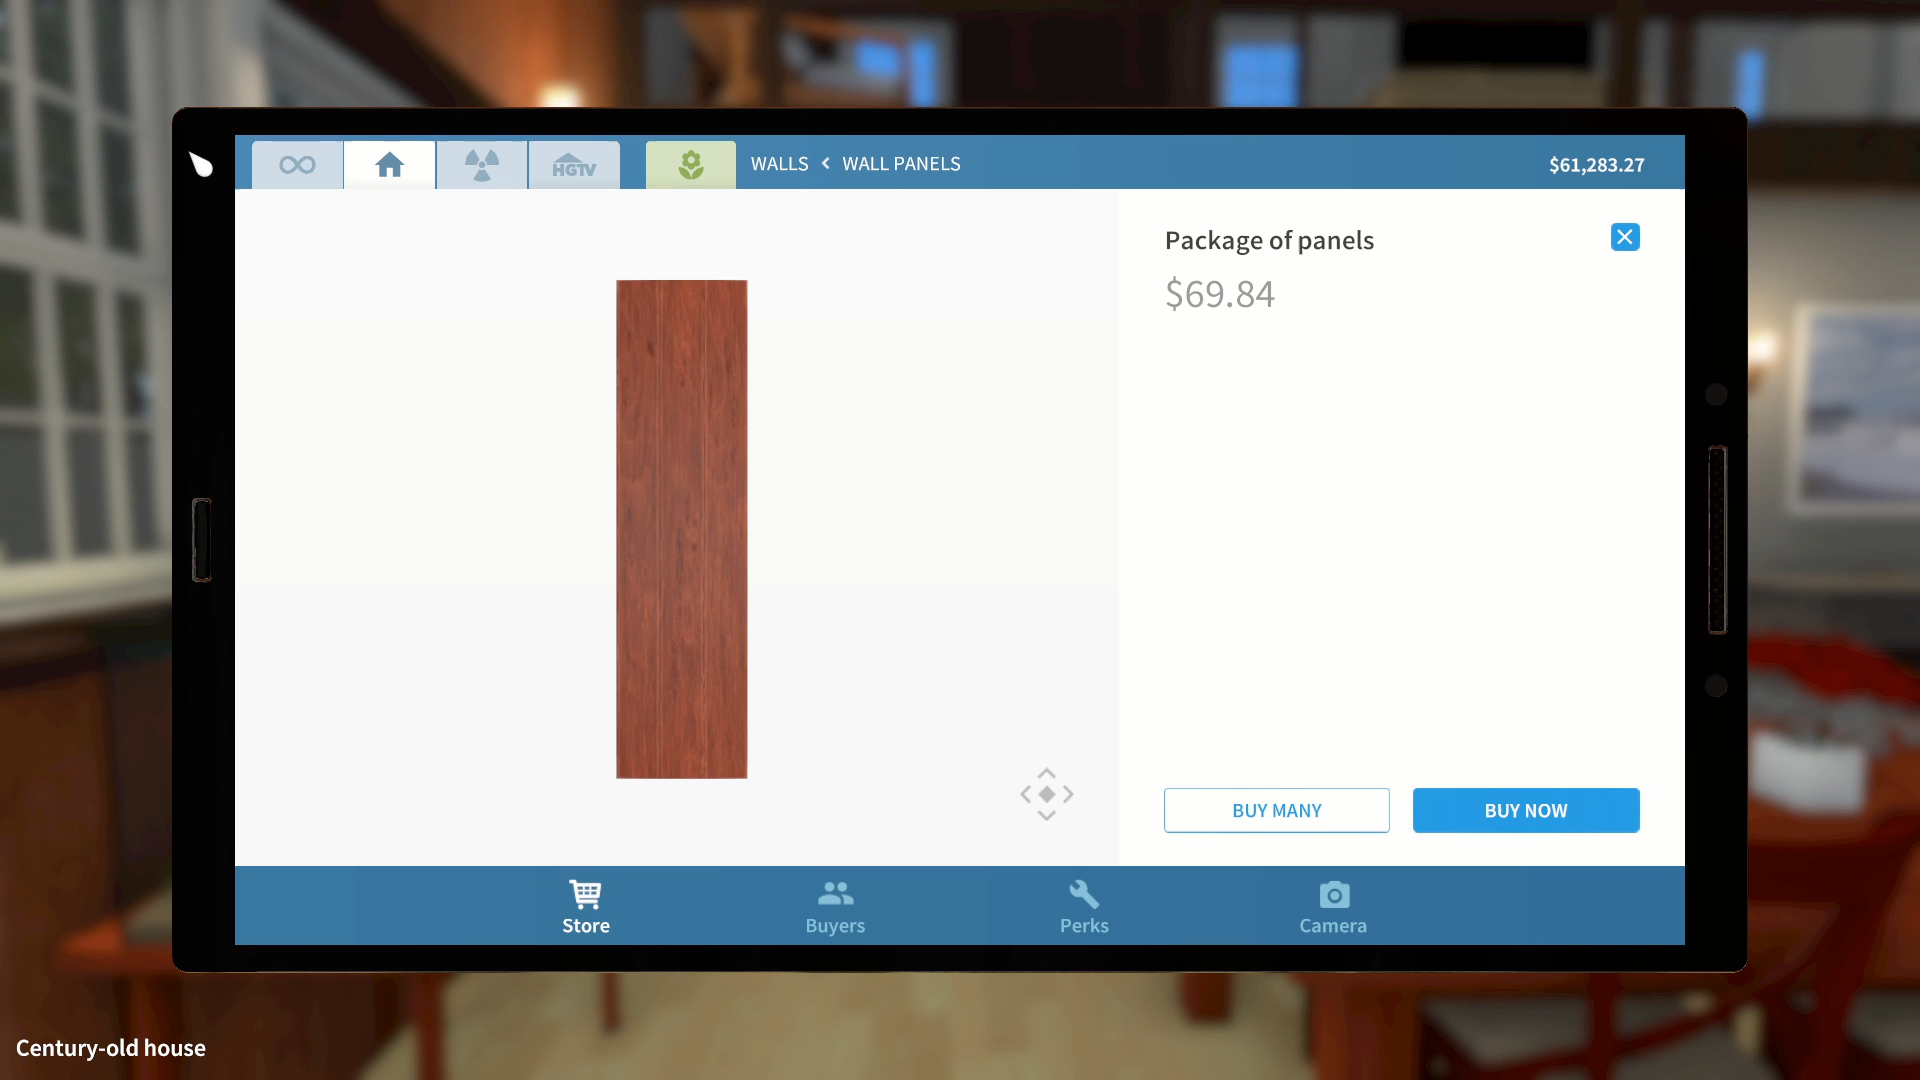 HGTV
WALLS < WALL PANELS
$61,283.27
Package of panels
$69.84
BUY MANY
BUY NOW
Store
Buyers
Perks
Camera
Century-old house